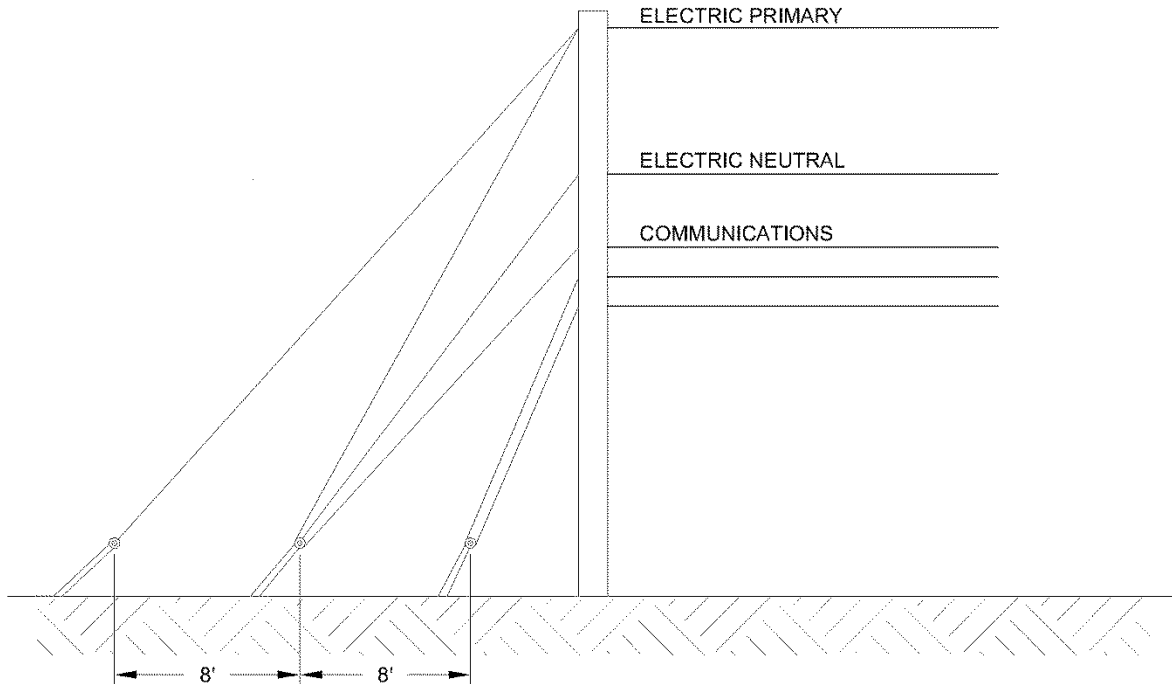 ELECTRIC PRIMARY
ELECTRIC NEUTRAL
COMMUNICATIONS
8'
8'